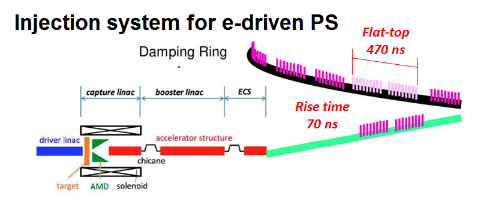 Injection system for e-driven PS
Flat-top
470 ns
Damping Ring
capture linac
booster linac
ECS
Rise time
70 ns
driver linac
accelerator structure
chicane
target
AMD
solenoid